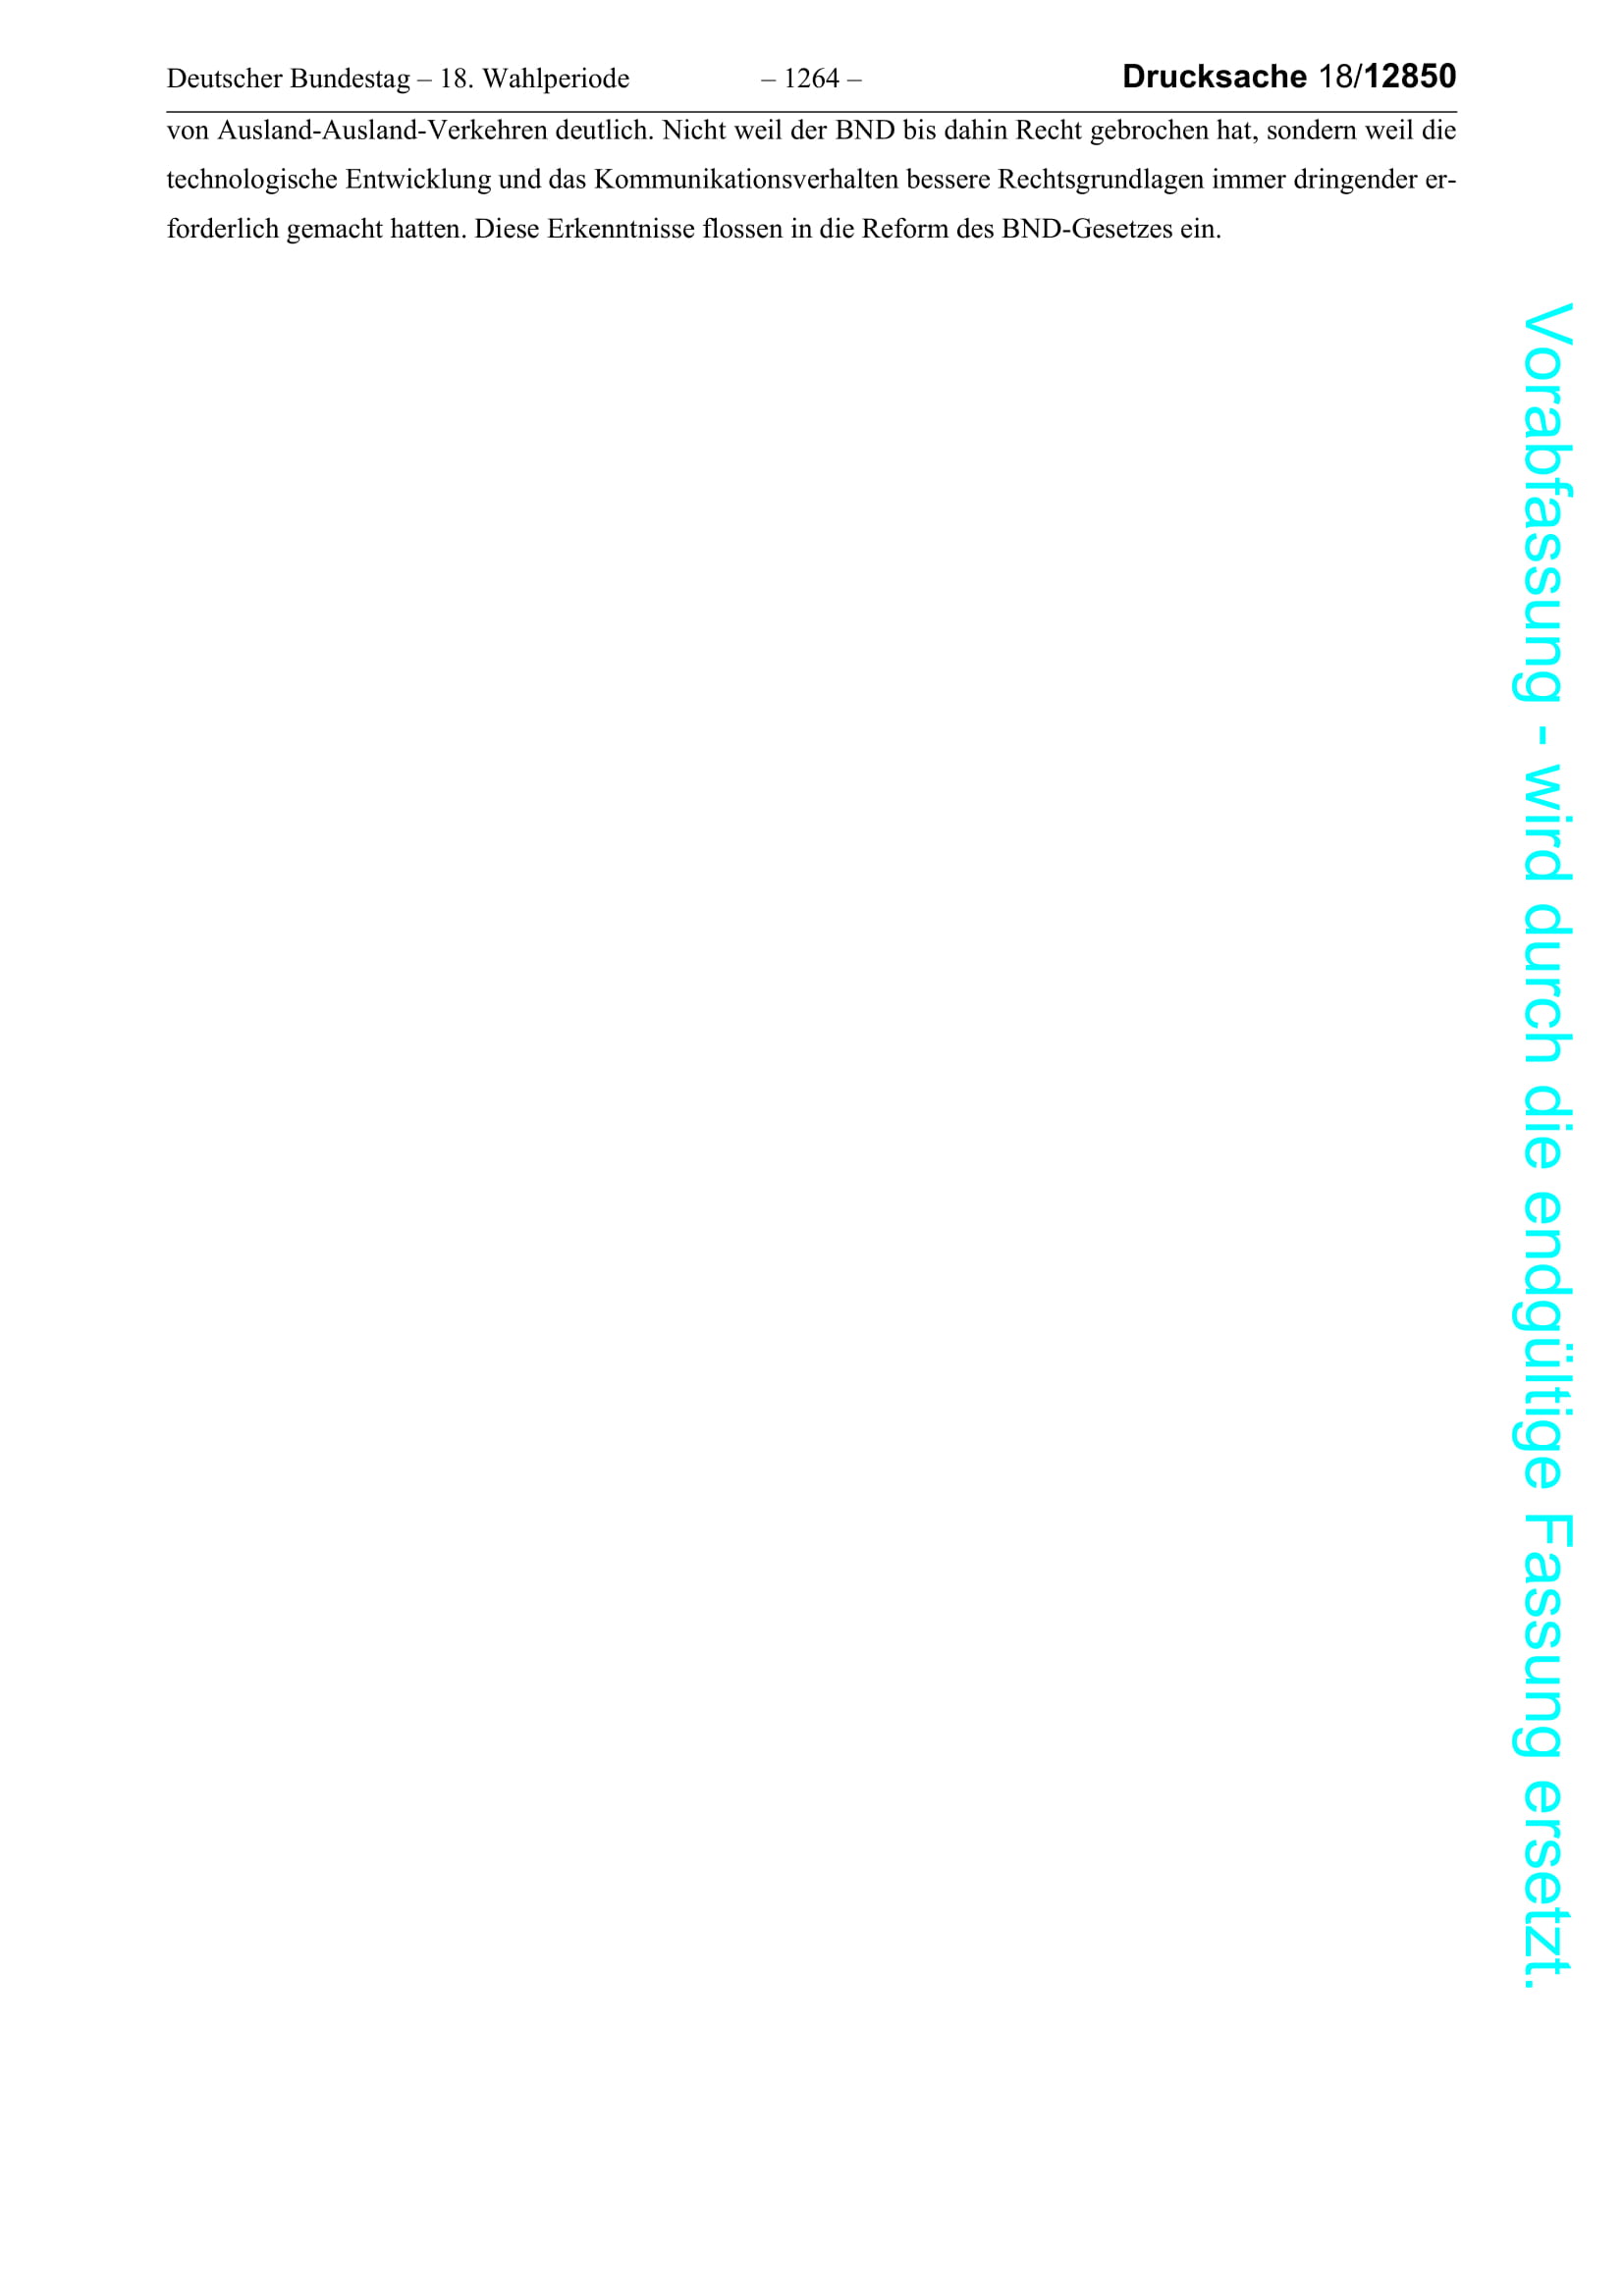 Deutscher Bundestag – 18. Wahlperiode – 1264 – Drucksache 18/12850
von Ausland-Ausland-Verkehren deutlich. Nicht weil der BND bis dahin Recht gebrochen hat, sondern weil die
technologische Entwicklung und das Kommunikationsverhalten bessere Rechtsgrundlagen immer dringender er-
forderlich gemacht hatten. Diese Erkenntnisse flossen in die Reform des BND-Gesetzes ein.
Vorabfassung - wird durch die endgültige Fassung ersetzt.